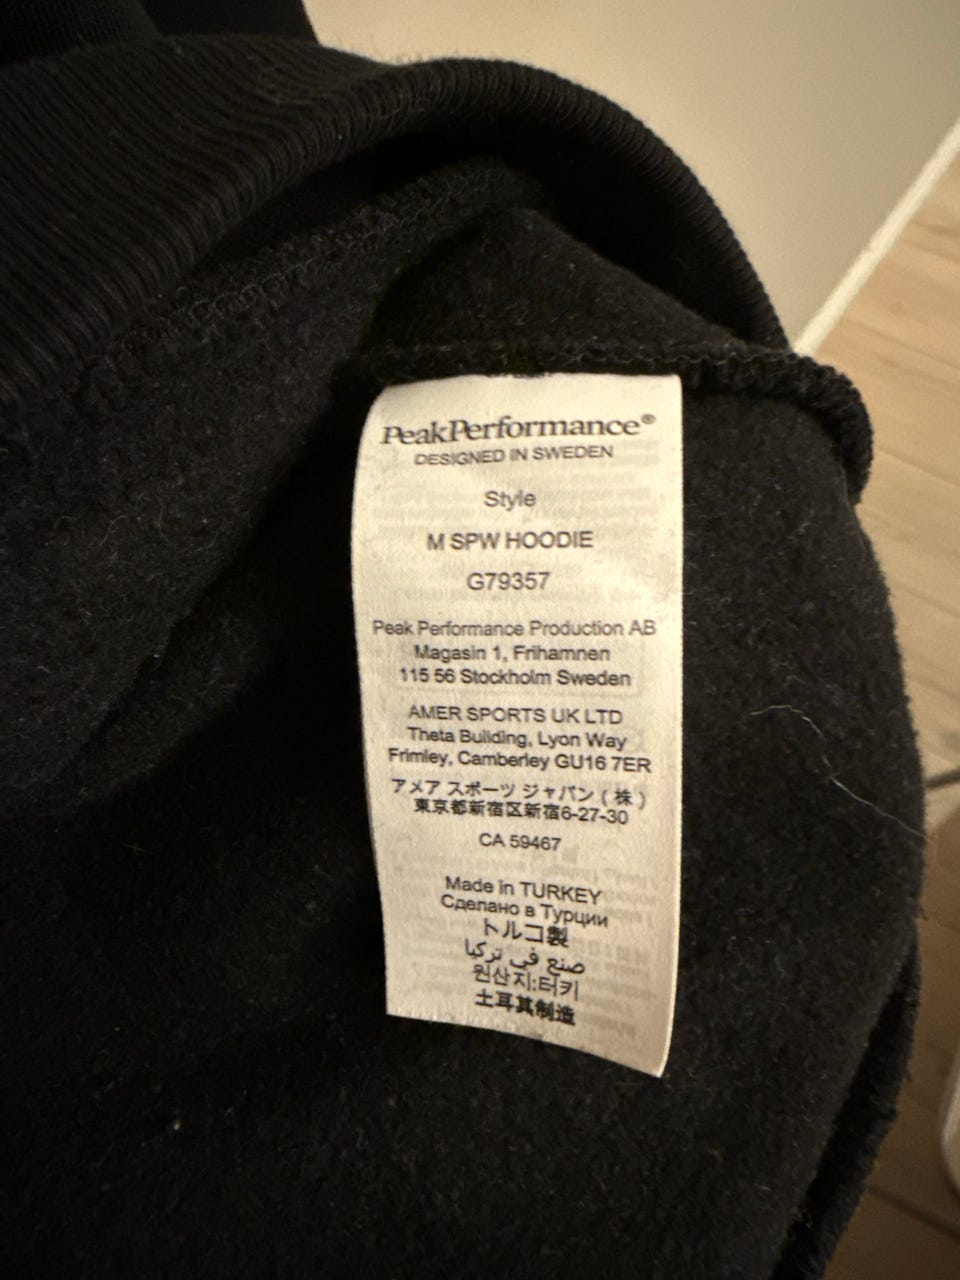 PeakPerformance®
DESIGNED IN SWEDEN
Style
M SPW HOODIE
G79357
Peak Performance Production AB
Magasin 1, Frihamnen
115 56 Stockholm Sweden
AMER SPORTS UK LTD
Theta Building, Lyon Way
Frimley, Camberley GU16 7ER
アメア スポーツ ジャパン ( 株 )
東京都新宿区新宿6-27-30
CA 59467
Made in TURKEY
Сделано в Турции
トルコ製
صنع في تركيا
원산지:터키
土耳其制造